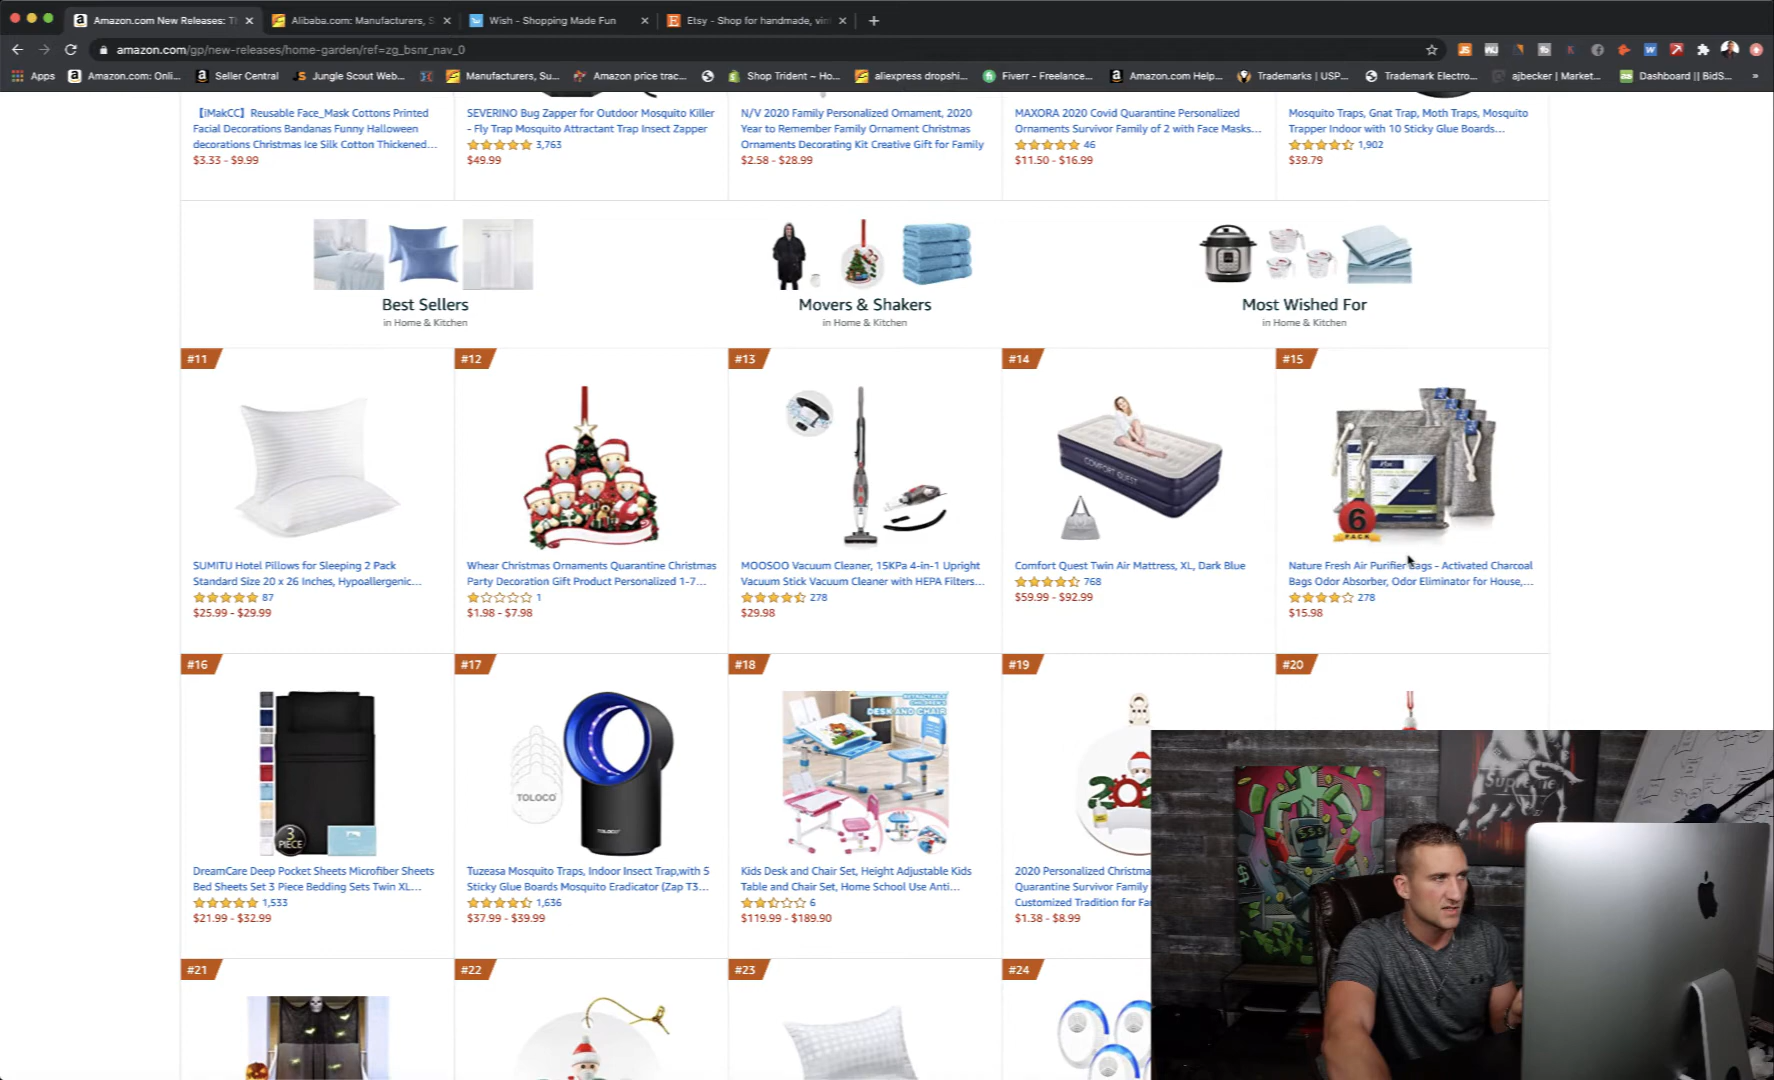 Amazon.com New Releases: Th
Alibaba.com: Manufacturers, S
Wish - Shopping Made Fun
Etsy - Shop for handmade, vin
amazon.com/gp/new-releases/home-garden/ref=zg_bsnr_nav_0
Apps
Amazon.com: Onli...
Seller Central
Jungle Scout Web...
Manufacturers, Su...
Amazon price trac...
Shop Trident ~ Ho...
aliexpress dropshi...
Fiverr - Freelance...
Amazon.com Help...
Trademarks | USP...
Trademark Electro...
ajbecker | Market...
Dashboard || BidS...
【iMakCC】Reusable Face_Mask Cottons Printed
Facial Decorations Bandanas Funny Halloween
decorations Christmas Ice Silk Cotton Thickened...
$3.33 - $9.99
SEVERINO Bug Zapper for Outdoor Mosquito Killer
- Fly Trap Mosquito Attractant Trap Insect Zapper
3,763
$49.99
N/V 2020 Family Personalized Ornament, 2020
Year to Remember Family Ornament Christmas
Ornaments Decorating Kit Creative Gift for Family
$2.58 - $28.99
MAXORA 2020 Covid Quarantine Personalized
Ornaments Survivor Family of 2 with Face Masks...
46
$11.50 - $16.99
Mosquito Traps, Gnat Trap, Moth Traps, Mosquito
Trapper Indoor with 10 Sticky Glue Boards...
1,902
$39.79
Best Sellers
in Home & Kitchen
Movers & Shakers
in Home & Kitchen
Most Wished For
in Home & Kitchen
#11
SUMITU Hotel Pillows for Sleeping 2 Pack
Standard Size 20 x 26 Inches, Hypoallergenic...
87
$25.99 - $29.99
#12
Whear Christmas Ornaments Quarantine Christmas
Party Decoration Gift Product Personalized 1-7...
1
$1.98 - $7.98
#13
MOOSOO Vacuum Cleaner, 15KPa 4-in-1 Upright
Vacuum Stick Vacuum Cleaner with HEPA Filters...
278
$29.98
#14
COMFORT QUEST
Comfort Quest Twin Air Mattress, XL, Dark Blue
768
$59.99 - $92.99
#15
6
PACK
Nature Fresh Air Purifier Bags - Activated Charcoal
Bags Odor Absorber, Odor Eliminator for House,...
278
$15.98
#16
3
PIECE
DreamCare Deep Pocket Sheets Microfiber Sheets
Bed Sheets Set 3 Piece Bedding Sets Twin XL...
1,533
$21.99 - $32.99
#17
TOLOCO
TOLOCO
Tuzeasa Mosquito Traps, Indoor Insect Trap,with 5
Sticky Glue Boards Mosquito Eradicator (Zap T3...
1,636
$37.99 - $39.99
#18
DESK AND CHAIR
Kids Desk and Chair Set, Height Adjustable Kids
Table and Chair Set, Home School Use Anti...
6
$119.99 - $189.90
#19
2020 Personalized Christma
Quarantine Survivor Family
Customized Tradition for Fa
$1.38 - $8.99
#20
#21
#22
#23
#24